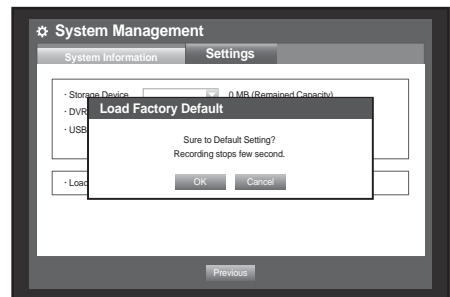 System Management
System Information Settings
· Storage Device 0 MB (Remained Capacity)
· DVR
· USB
Load Factory Default
Sure to Default Setting?
Recording stops few second.
OK Cancel
· Load
Previous